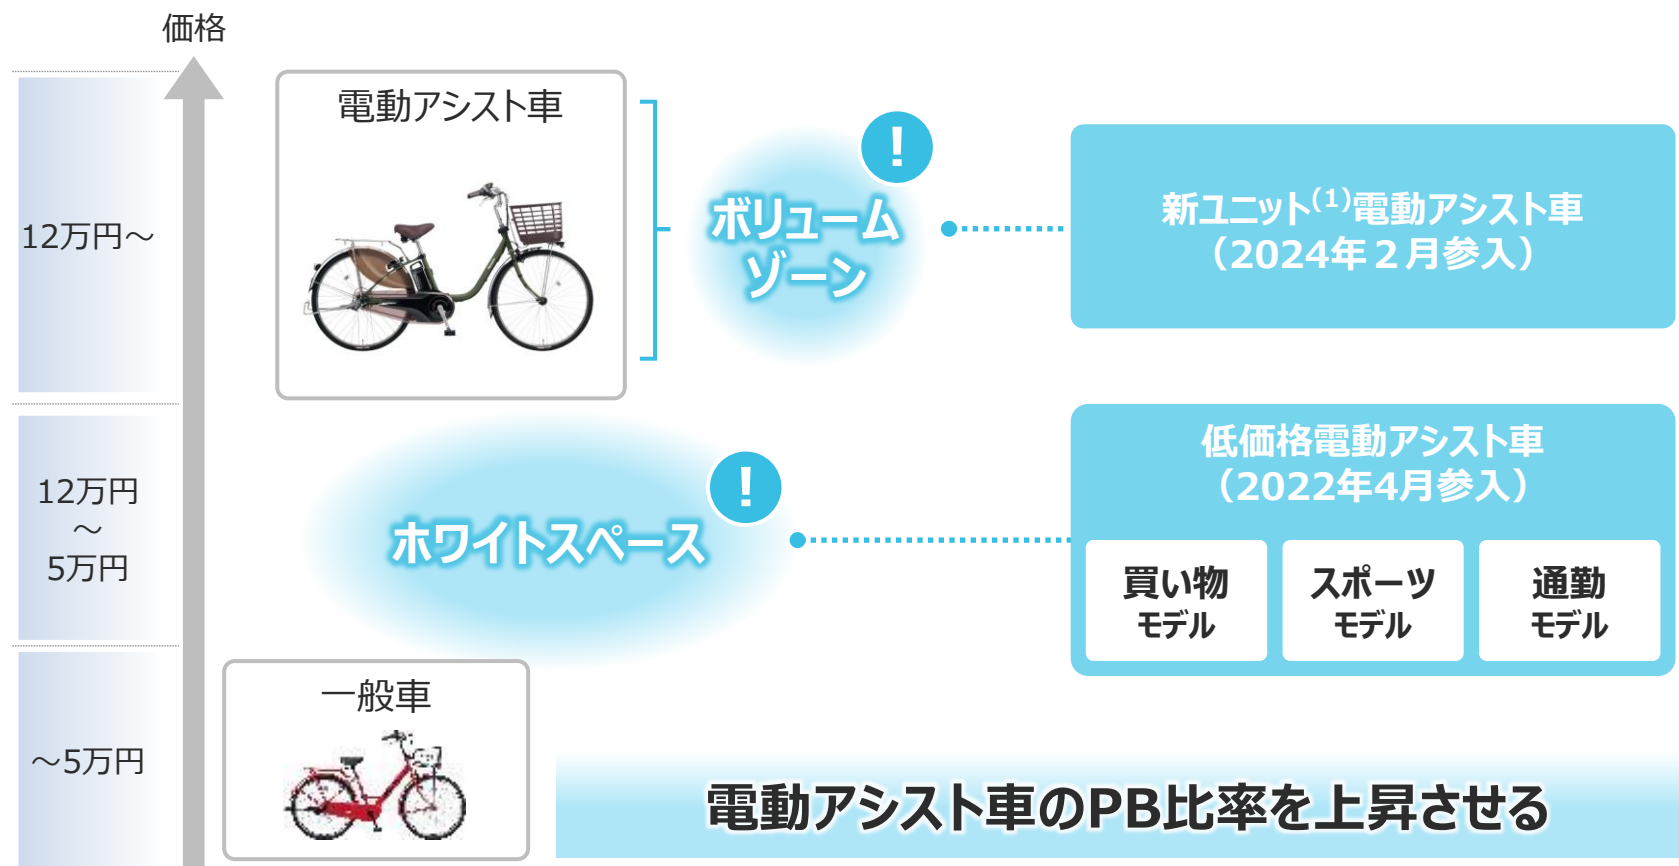 価格
12万円～
電動アシスト車
!
ボリューム
ゾーン
新ユニット(1)電動アシスト車
（2024年２月参入）
12万円
～
5万円
!
ホワイトスペース
低価格電動アシスト車
（2022年4月参入）
買い物
モデル
スポーツ
モデル
通勤
モデル
～5万円
一般車
電動アシスト車のPB比率を上昇させる